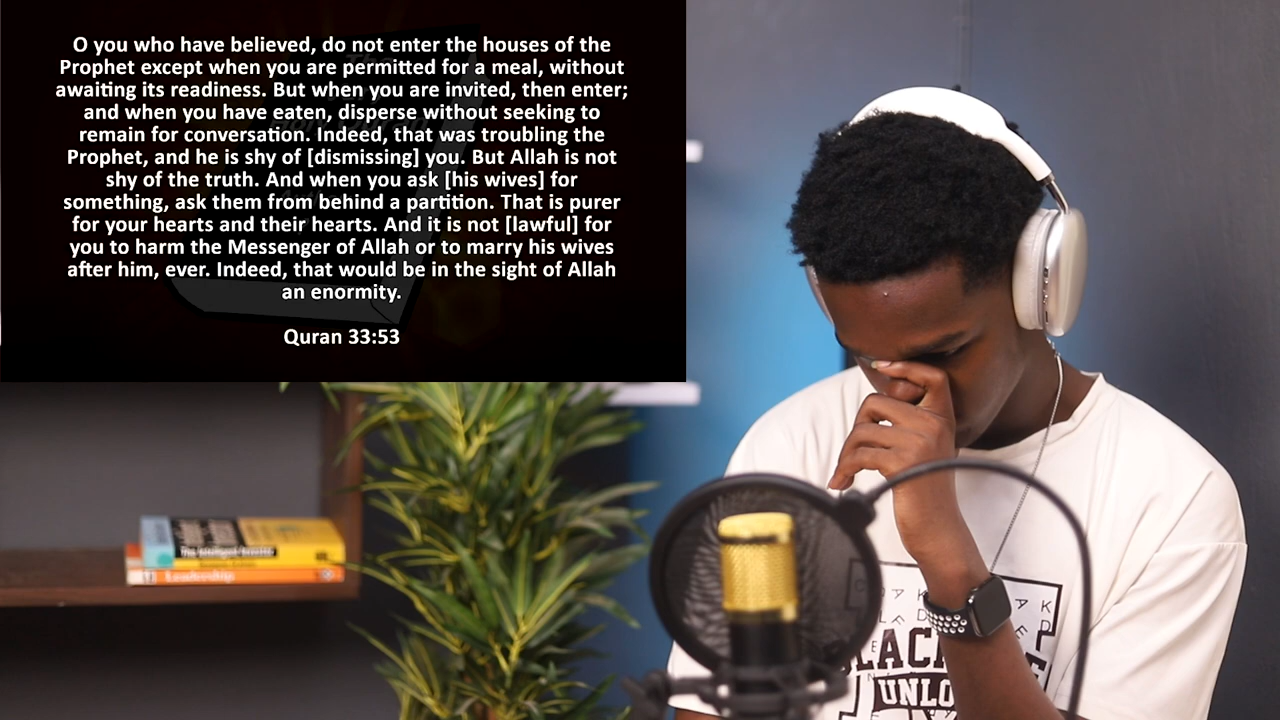 O you who have believed, do not enter the houses of the
Prophet except when you are permitted for a meal, without
awaiting its readiness. But when you are invited, then enter;
and when you have eaten, disperse without seeking to
remain for conversation. Indeed, that was troubling the
Prophet, and he is shy of [dismissing] you. But Allah is not
shy of the truth. And when you ask [his wives] for
something, ask them from behind a partition. That is purer
for your hearts and their hearts. And it is not [lawful] for
you to harm the Messenger of Allah or to marry his wives
after him, ever. Indeed, that would be in the sight of Allah
an enormity.
Quran 33:53
The Intelligent Investor
Leadership